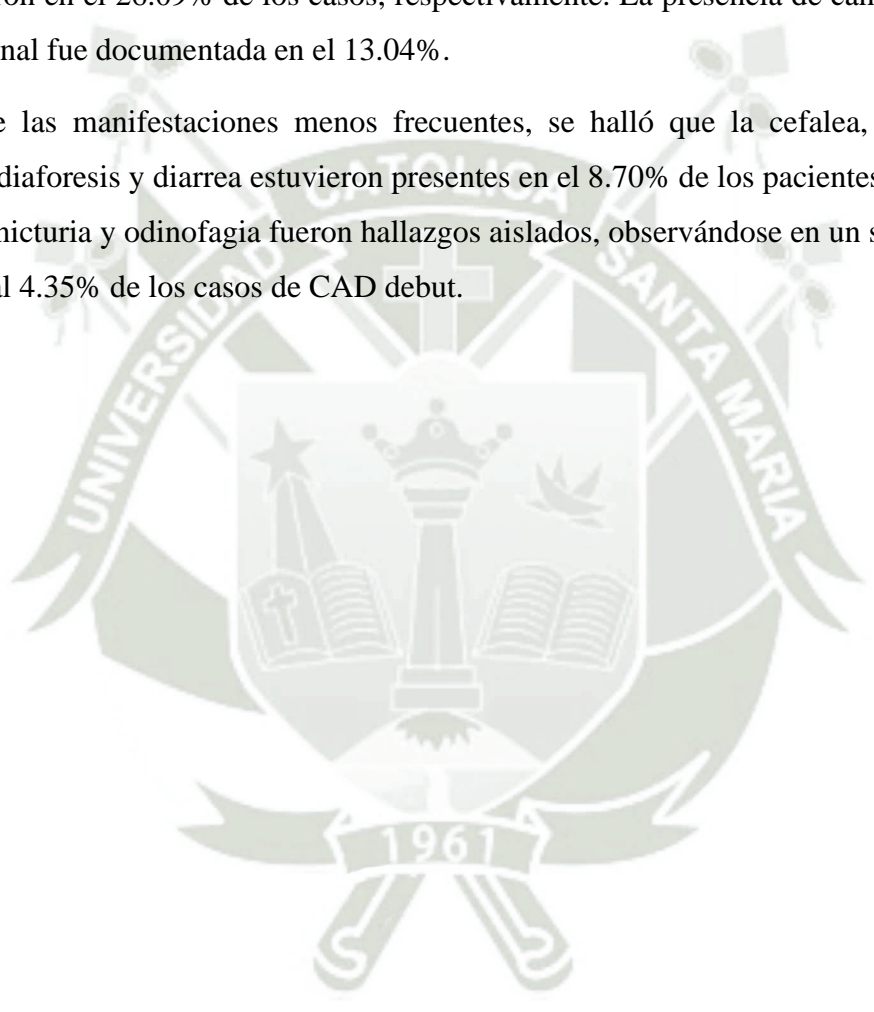 en el 26.09% de los casos, respectivamente. La presencia de
fue documentada en el 13.04%.
las manifestaciones menos frecuentes, se halló que la cefalea,
diaforesis y diarrea estuvieron presentes en el 8.70% de los pacientes
y odinofagia fueron hallazgos aislados, observándose en un
al 4.35% de los casos de CAD debut.
UNIVERSIDAD CATOLICA SANTA MARIA
1961